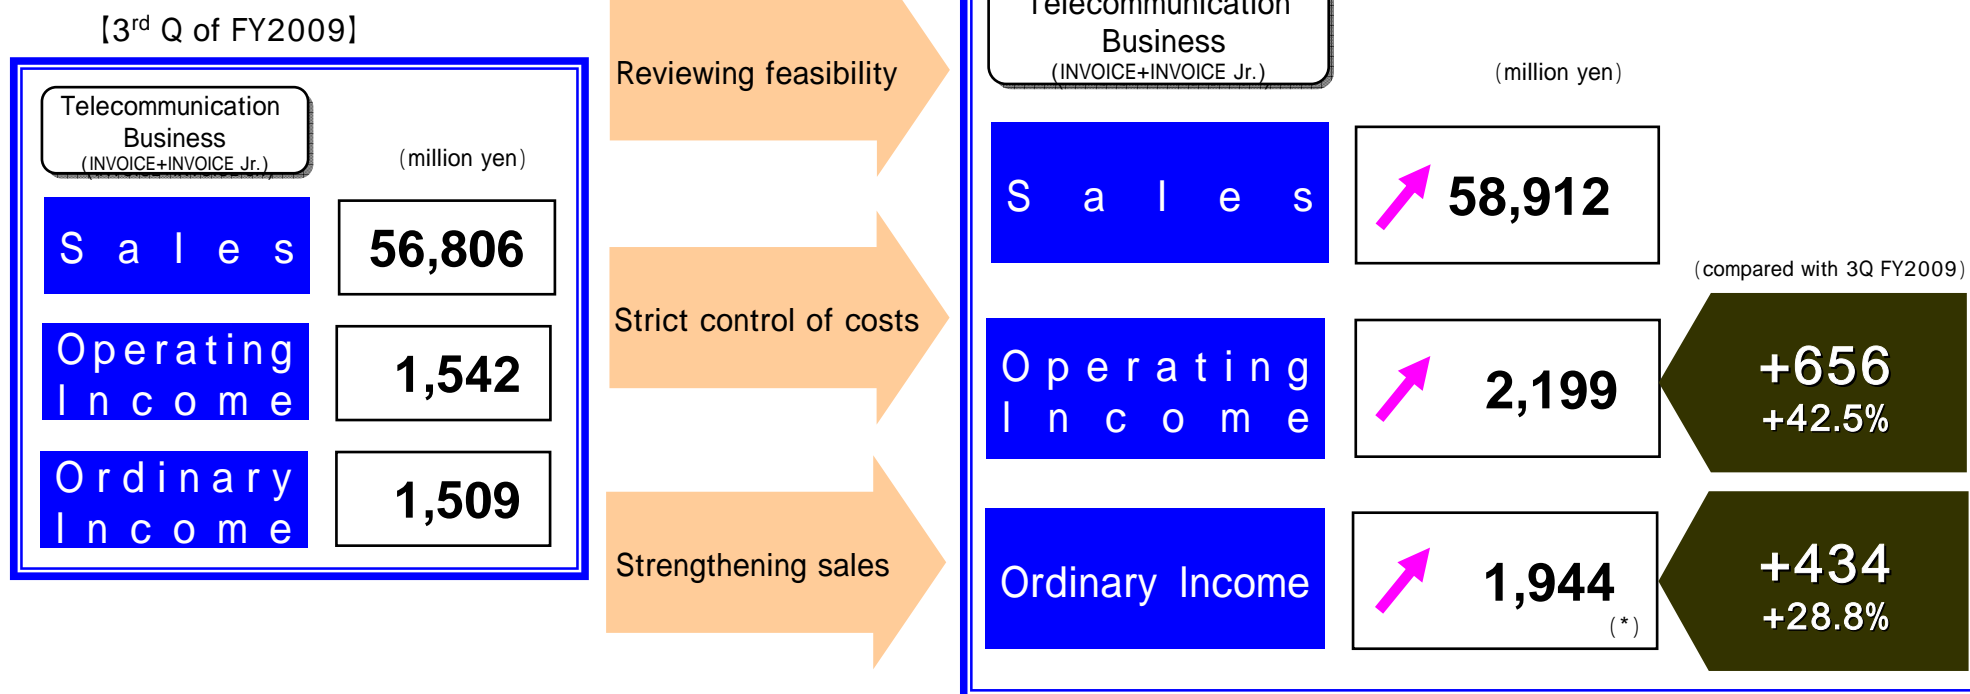 【3rd Q of FY2009】
Telecommunication
Business
(INVOICE+INVOICE Jr.)
(million yen)
Sales
56,806
Operating
Income
1,542
Ordinary
Income
1,509
Reviewing feasibility
Strict control of costs
Strengthening sales
Telecommunication
Business
(INVOICE+INVOICE Jr.)
(million yen)
Sales
58,912
(compared with 3Q FY2009)
Operating
Income
2,199
+656
+42.5%
Ordinary Income
1,944
(*)
+434
+28.8%